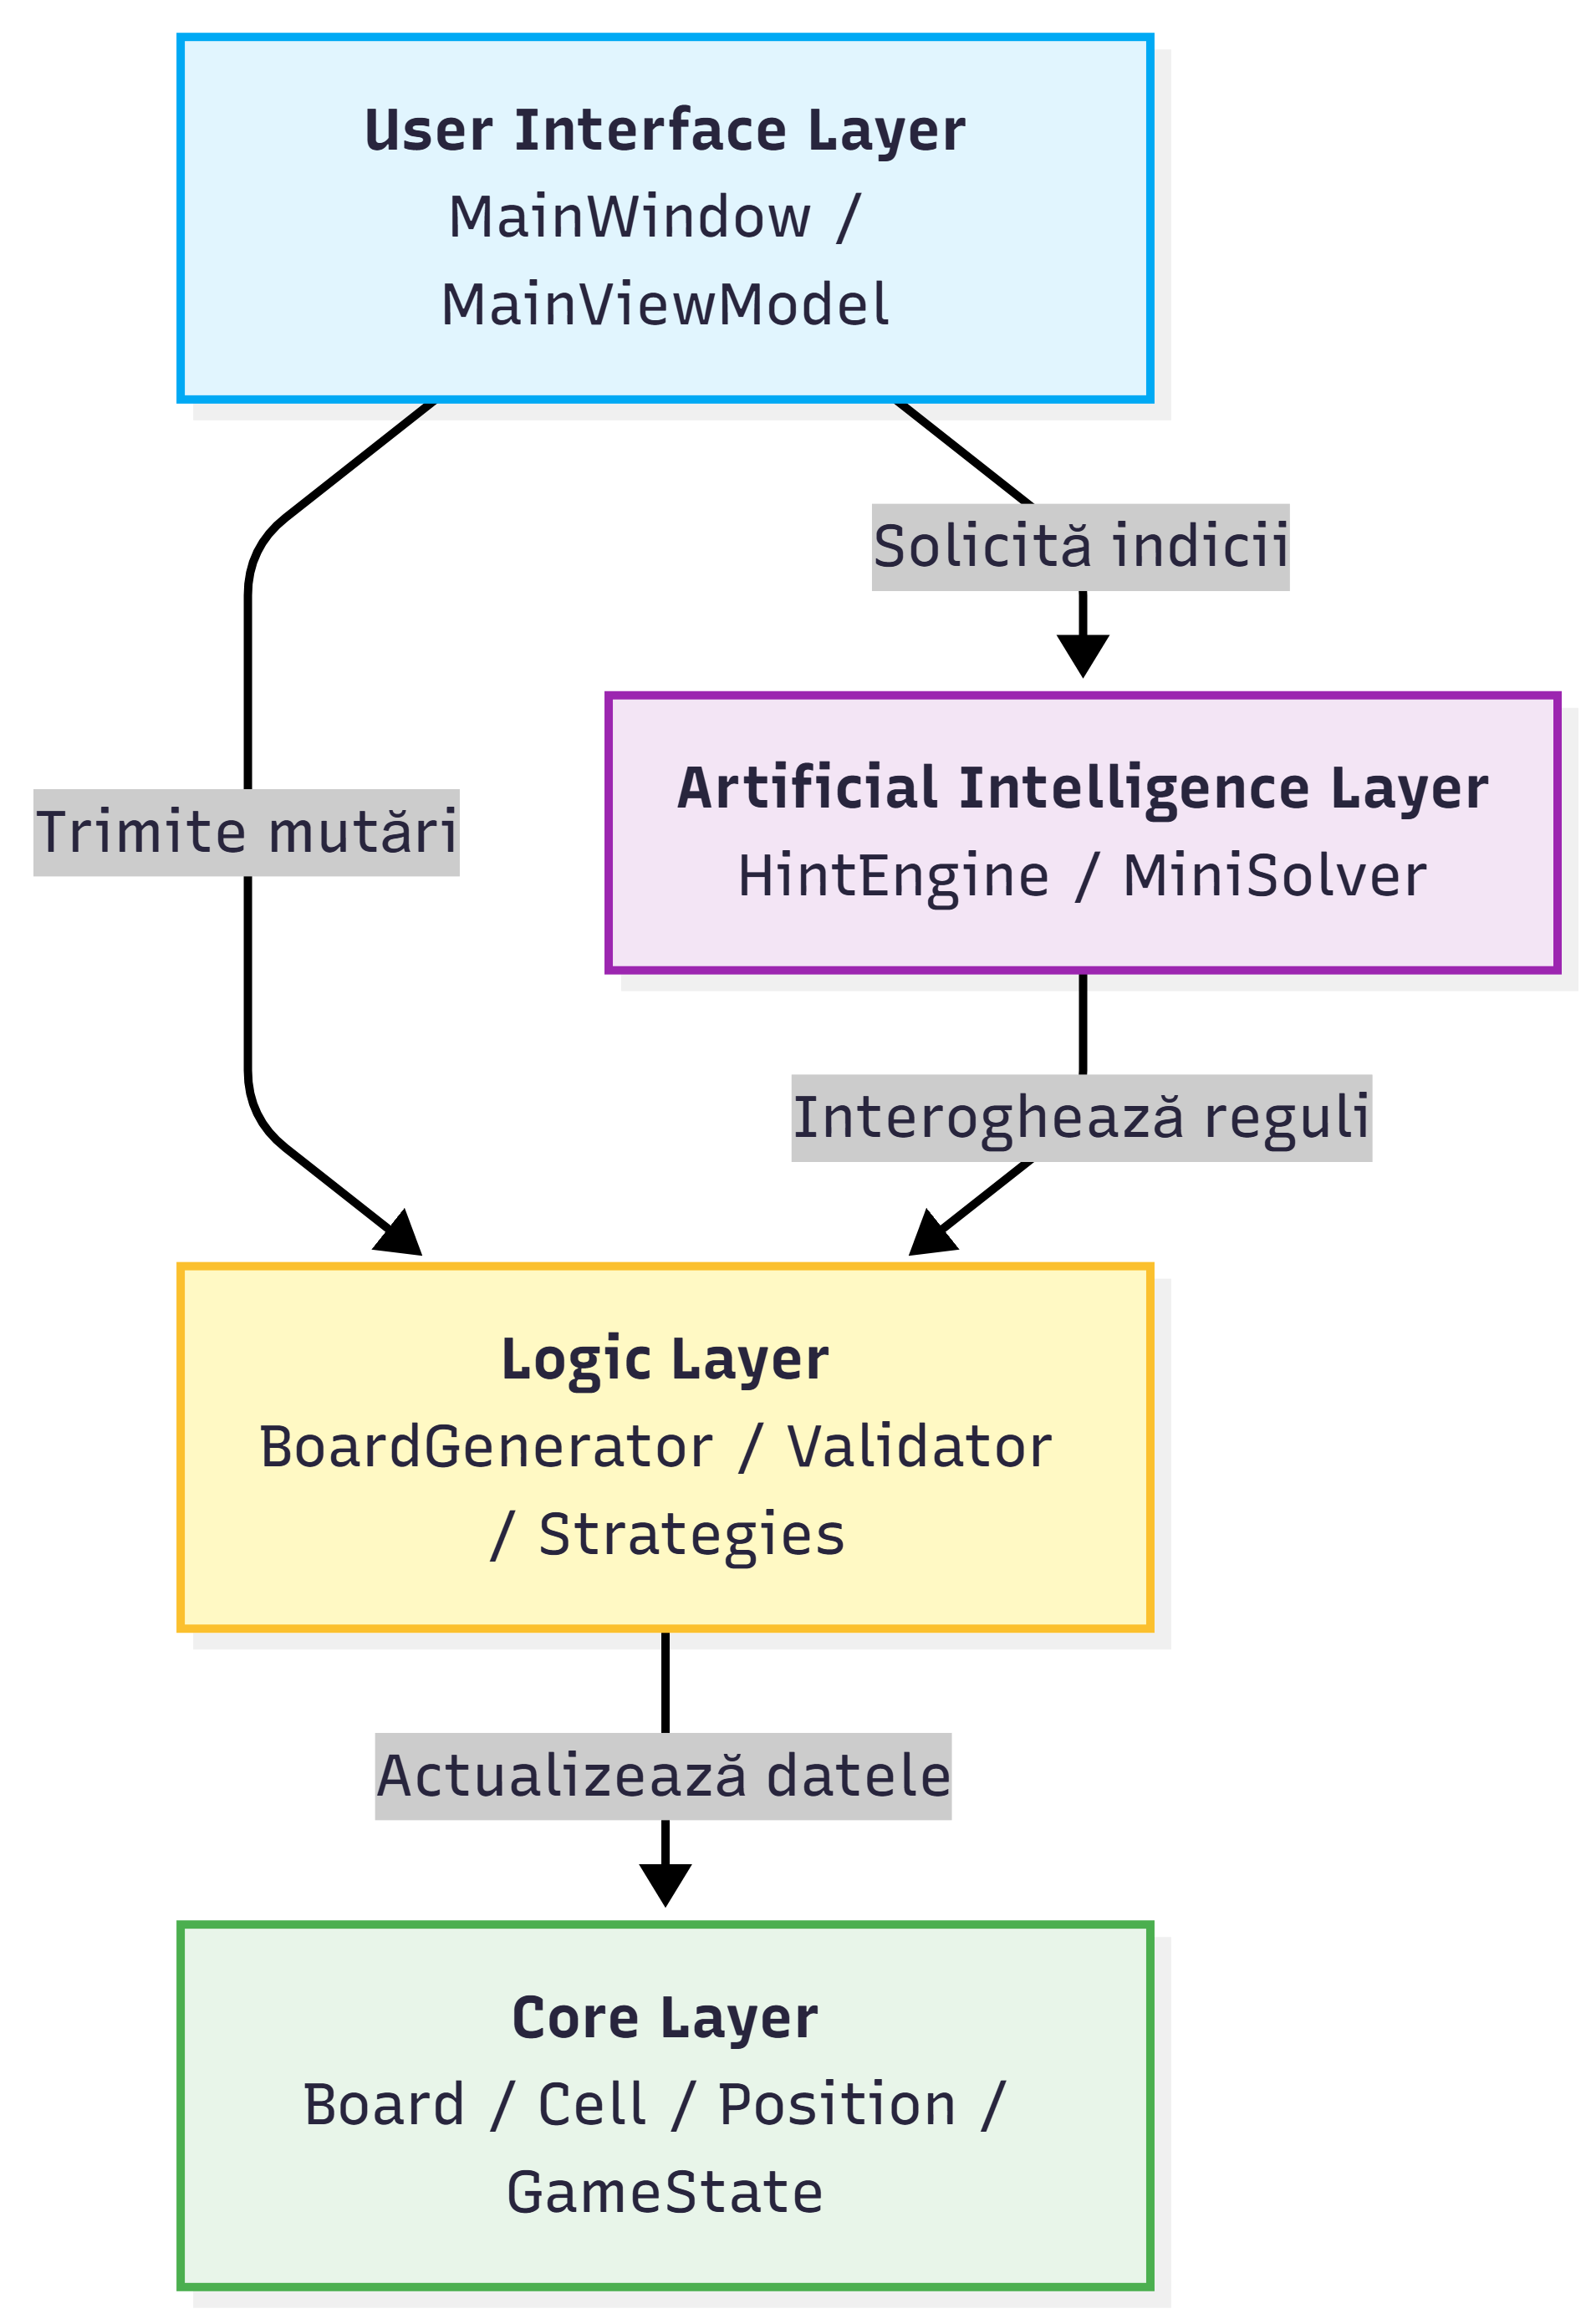 User Interface Layer
MainWindow /
MainViewModel
Solicită indicii
Artificial Intelligence Layer
HintEngine / MiniSolver
Trimite mutări
Interoghează reguli
Logic Layer
BoardGenerator / Validator
/ Strategies
Actualizează datele
Core Layer
Board / Cell / Position /
GameState